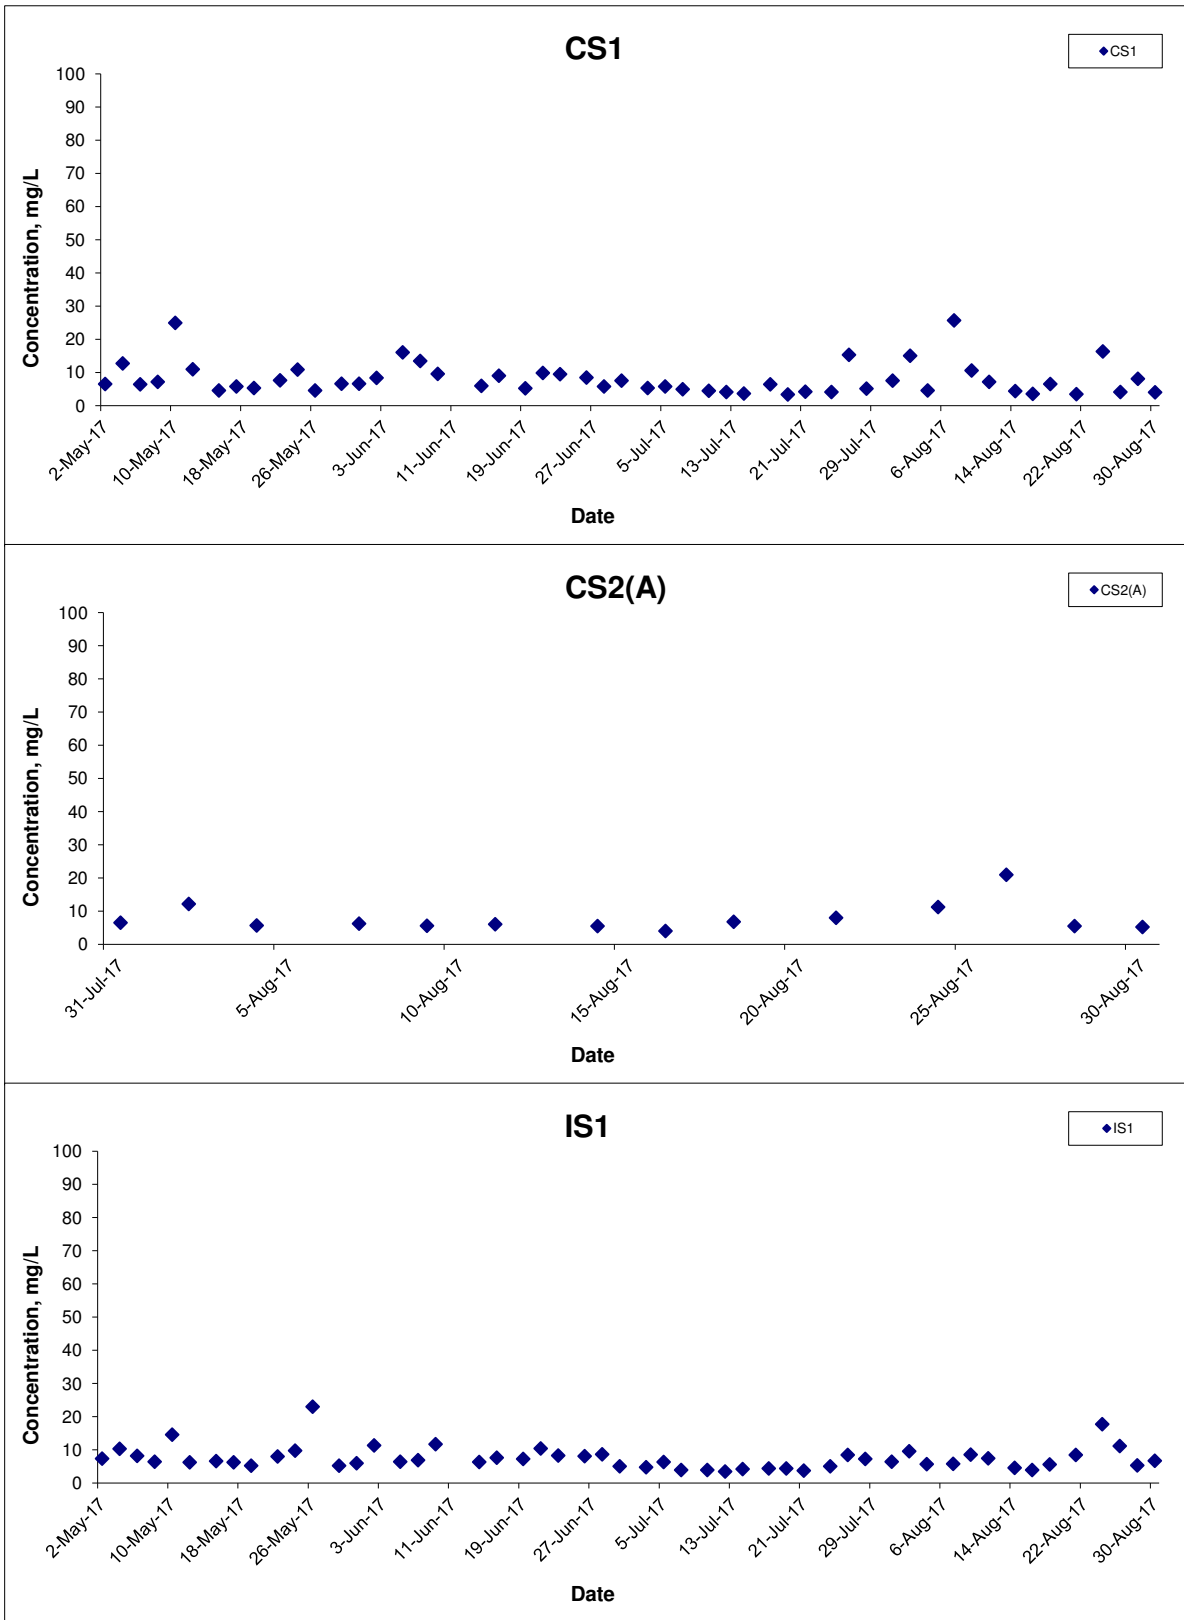 CS1
CS1
Concentration, mg/L
100
90
80
70
60
50
40
30
20
10
0
2-May-17
10-May-17
18-May-17
26-May-17
3-Jun-17
11-Jun-17
19-Jun-17
27-Jun-17
5-Jul-17
13-Jul-17
21-Jul-17
29-Jul-17
6-Aug-17
14-Aug-17
22-Aug-17
30-Aug-17
Date
CS2(A)
CS2(A)
Concentration, mg/L
100
90
80
70
60
50
40
30
20
10
0
31-Jul-17
5-Aug-17
10-Aug-17
15-Aug-17
20-Aug-17
25-Aug-17
30-Aug-17
Date
IS1
IS1
Concentration, mg/L
100
90
80
70
60
50
40
30
20
10
0
2-May-17
10-May-17
18-May-17
26-May-17
3-Jun-17
11-Jun-17
19-Jun-17
27-Jun-17
5-Jul-17
13-Jul-17
21-Jul-17
29-Jul-17
6-Aug-17
14-Aug-17
22-Aug-17
30-Aug-17
Date